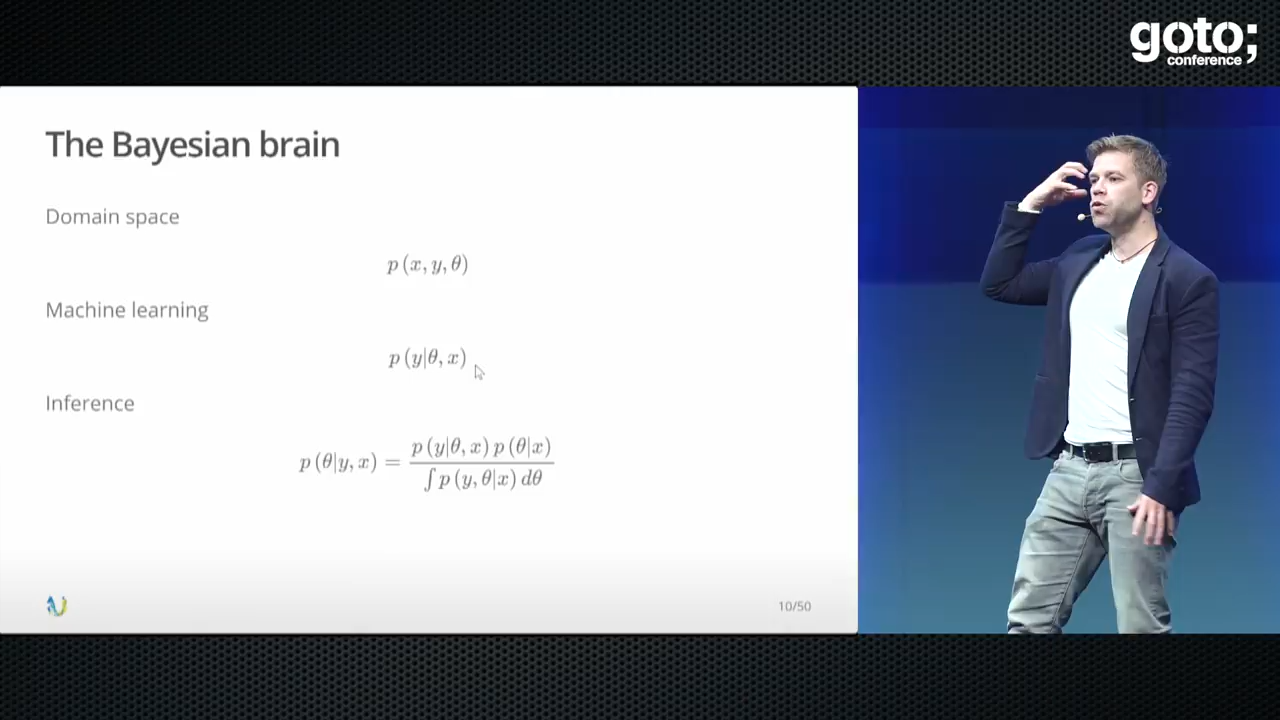 goto;
conference
The Bayesian brain
Domain space
p (x, y, θ)
Machine learning
p (y|θ, x)
Inference
p (θ|y, x) = p (y|θ, x) p (θ|x) / ∫ p (y, θ|x) dθ
10/50